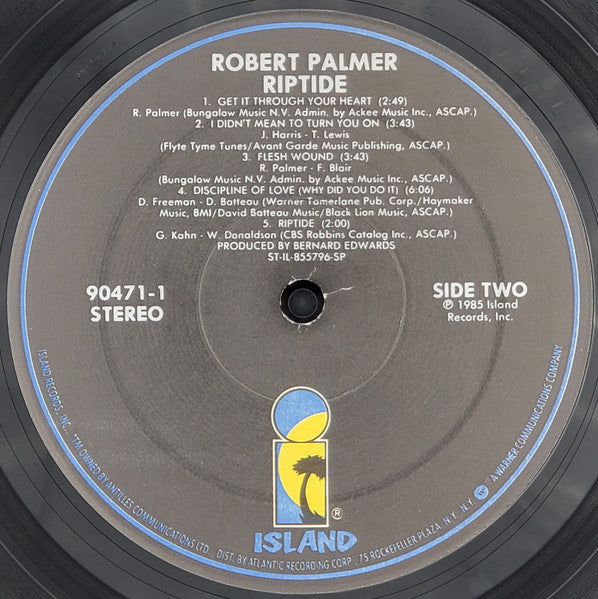 ROBERT PALMER
RIPTIDE
1. GET IT THROUGH YOUR HEART (2:49)
R. Palmer (Bungalow Music N.V. Admin. by Ackee Music Inc., ASCAP.)
2. I DIDN'T MEAN TO TURN YOU ON (3:43)
J. Harris - T. Lewis
(Flyte Tyme Tunes/Avant Garde Music Publishing, ASCAP.)
3. FLESH WOUND (3:43)
R. Palmer - F. Blair
(Bungalow Music N.V. Admin. by Ackee Music Inc., ASCAP.)
4. DISCIPLINE OF LOVE (WHY DID YOU DO IT) (6:06)
D. Freeman - D. Batteau (Warner Tamerlane Pub. Corp./Haymaker
Music, BMI/David Batteau Music/Black Lion Music, ASCAP.)
5. RIPTIDE (2:00)
G. Kahn - W. Donaldson (CBS Robbins Catalog Inc., ASCAP.)
PRODUCED BY BERNARD EDWARDS
ST-IL-855796-SP
90471-1
STEREO
SIDE TWO
℗ 1985 Island
Records, Inc.
i
®
ISLAND
ISLAND RECORDS, INC. *TM OWNED BY ANTILLES COMMUNICATIONS LTD. DIST. BY ATLANTIC RECORDING CORP., 75 ROCKEFELLER PLAZA, N.Y., N.Y. A WARNER COMMUNICATIONS COMPANY